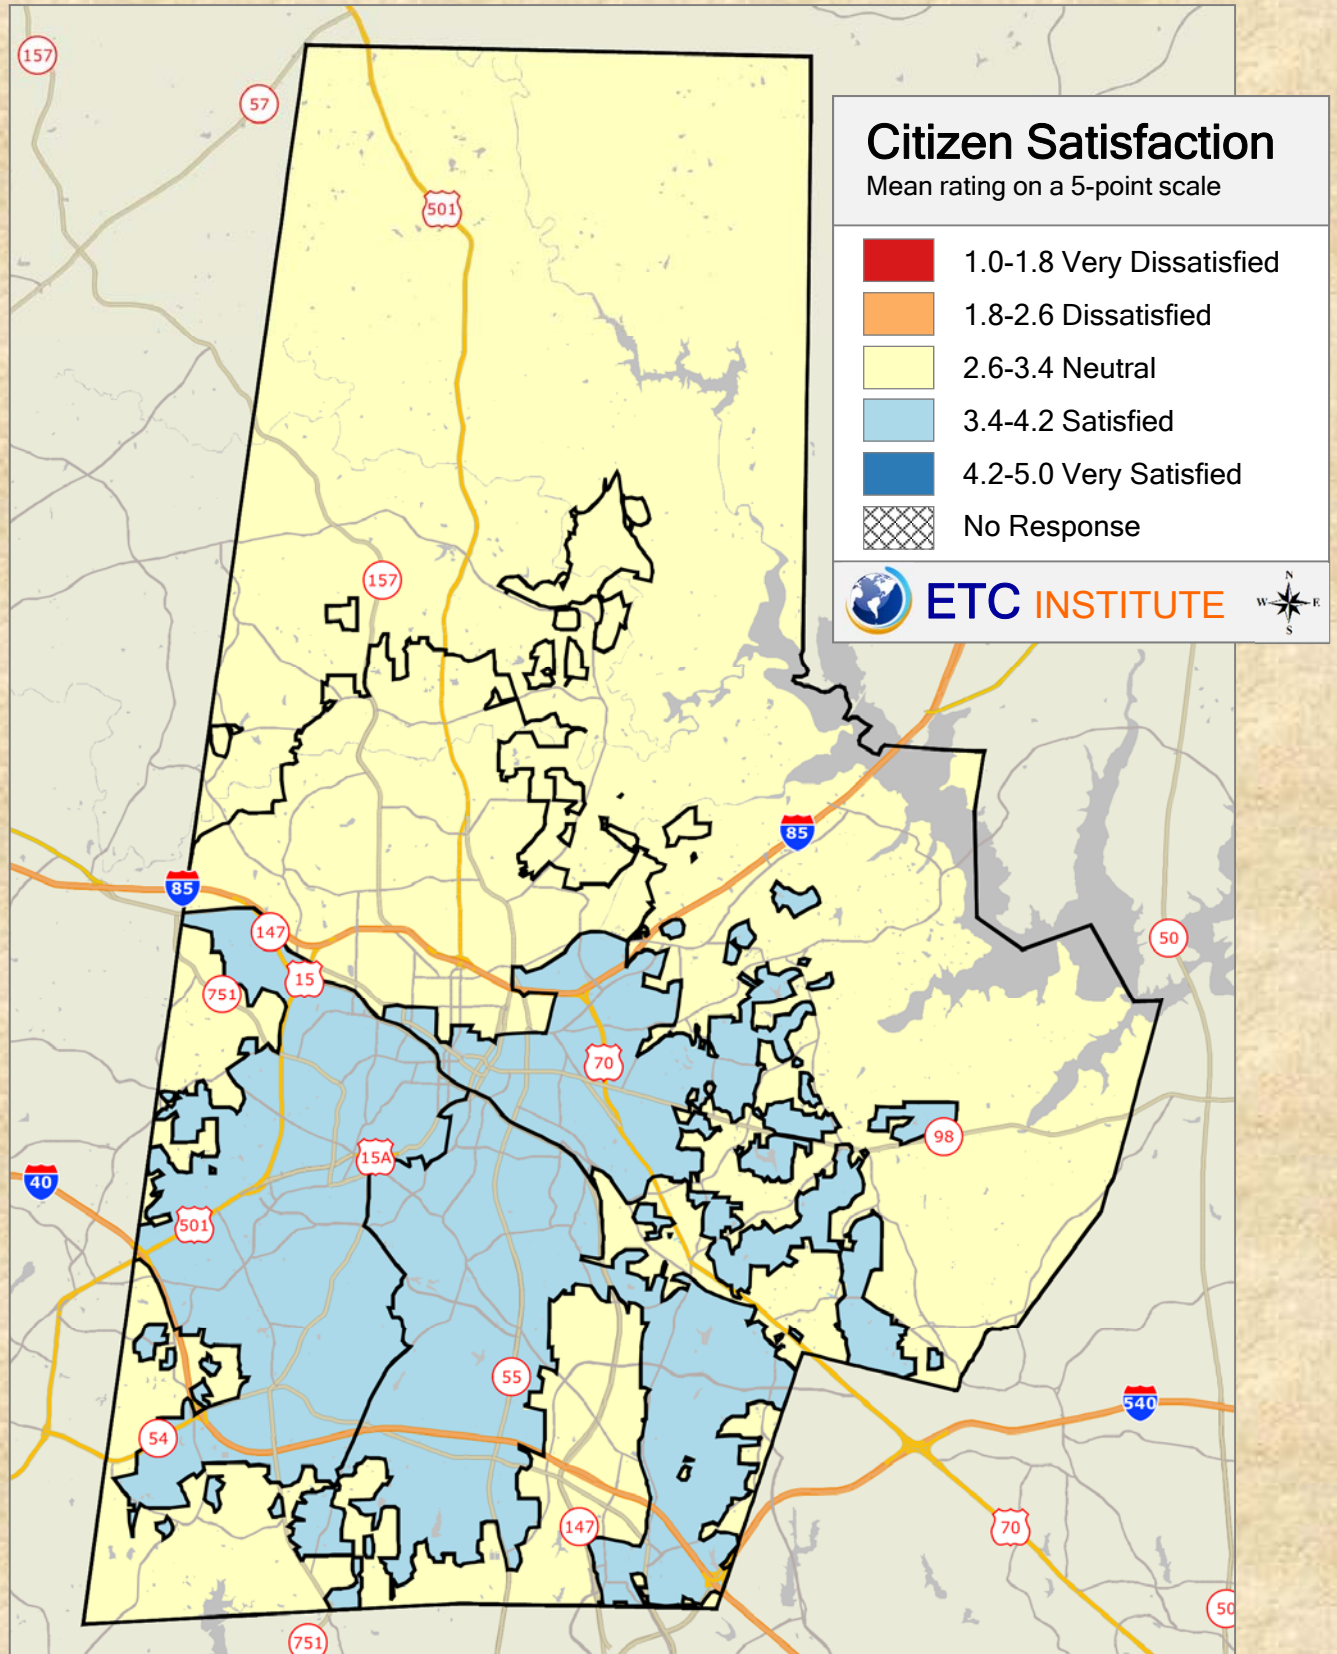 157
57
501
Citizen Satisfaction
Mean rating on a 5-point scale
1.0-1.8 Very Dissatisfied
1.8-2.6 Dissatisfied
2.6-3.4 Neutral
3.4-4.2 Satisfied
4.2-5.0 Very Satisfied
No Response
ETC INSTITUTE
N
W E
S
157
85
85
147
50
15
751
70
98
15A
40
501
55
540
54
147
70
50
751